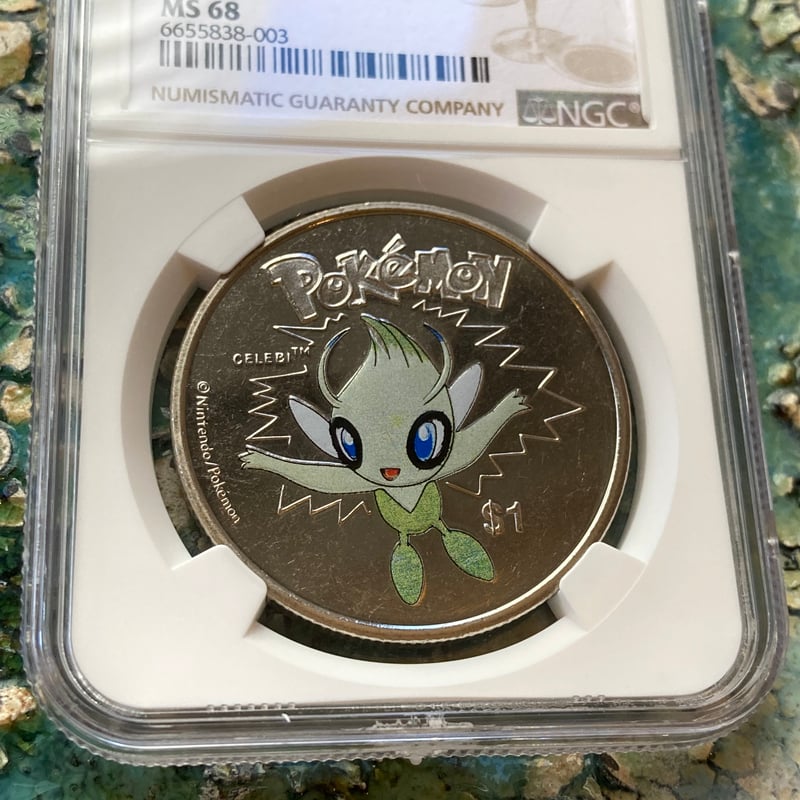 MS 68
6655838-003
NUMISMATIC GUARANTY COMPANY
NGC®
POKéMON
CELEBI™
©Nintendo/Pokémon
$1